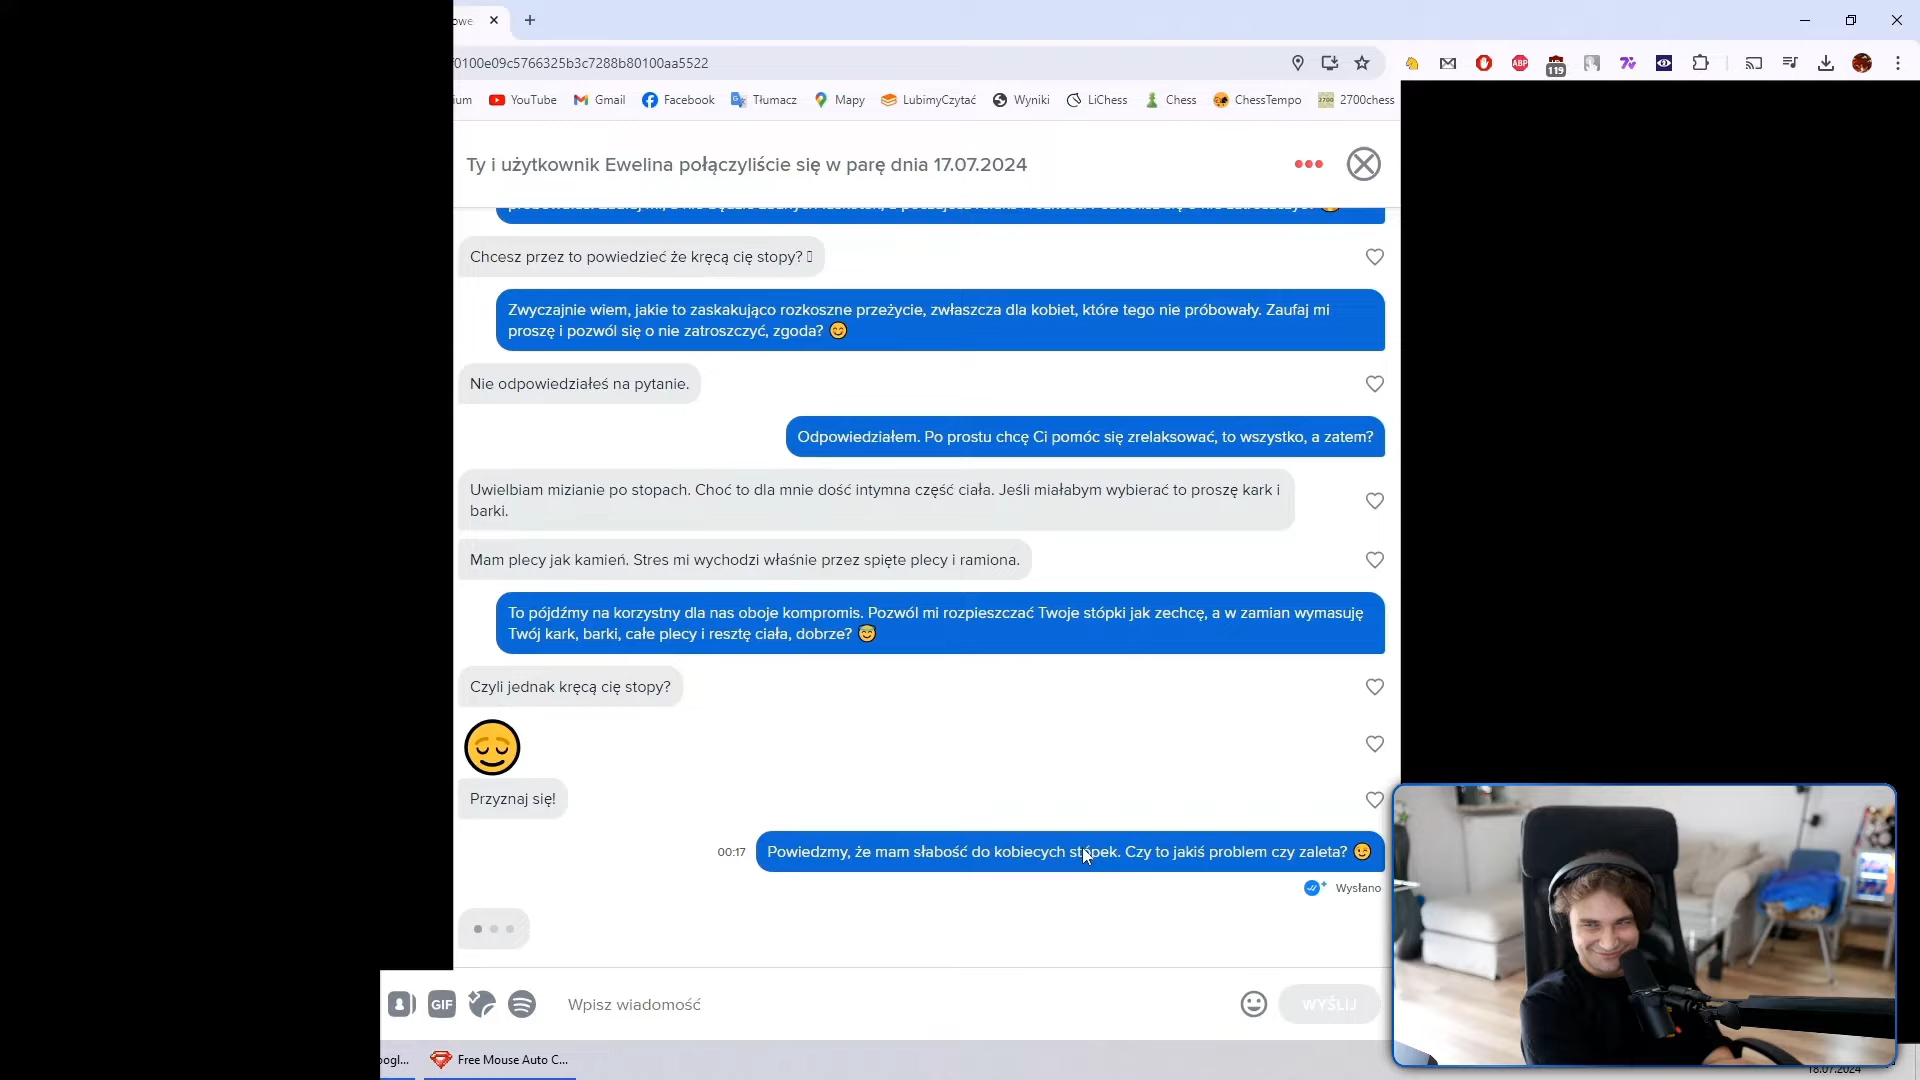 owe
0100e09c5766325b3c7288b80100aa5522
ABP
119
ium YouTube Gmail Facebook Tłumacz Mapy LubimyCzytać Wyniki LiChess Chess ChessTempo 2700chess
Ty i użytkownik Ewelina połączyliście się w parę dnia 17.07.2024
Chcesz przez to powiedzieć że kręcą cię stopy?
Zwyczajnie wiem, jakie to zaskakująco rozkoszne przeżycie, zwłaszcza dla kobiet, które tego nie próbowały. Zaufaj mi
proszę i pozwól się o nie zatroszczyć, zgoda? 😊
Nie odpowiedziałeś na pytanie.
Odpowiedziałem. Po prostu chcę Ci pomóc się zrelaksować, to wszystko, a zatem?
Uwielbiam mizianie po stopach. Choć to dla mnie dość intymna część ciała. Jeśli miałabym wybierać to proszę kark i
barki.
Mam plecy jak kamień. Stres mi wychodzi właśnie przez spięte plecy i ramiona.
To pójdźmy na korzystny dla nas oboje kompromis. Pozwól mi rozpieszczać Twoje stópki jak zechcę, a w zamian wymasuję
Twój kark, barki, całe plecy i resztę ciała, dobrze? 😅
Czyli jednak kręcą cię stopy?
😌
Przyznaj się!
00:17 Powiedzmy, że mam słabość do kobiecych stópek. Czy to jakiś problem czy zaleta? 😉
Wysłano
GIF Wpisz wiadomość WYŚLIJ
oogl... Free Mouse Auto C...
18.07.2024